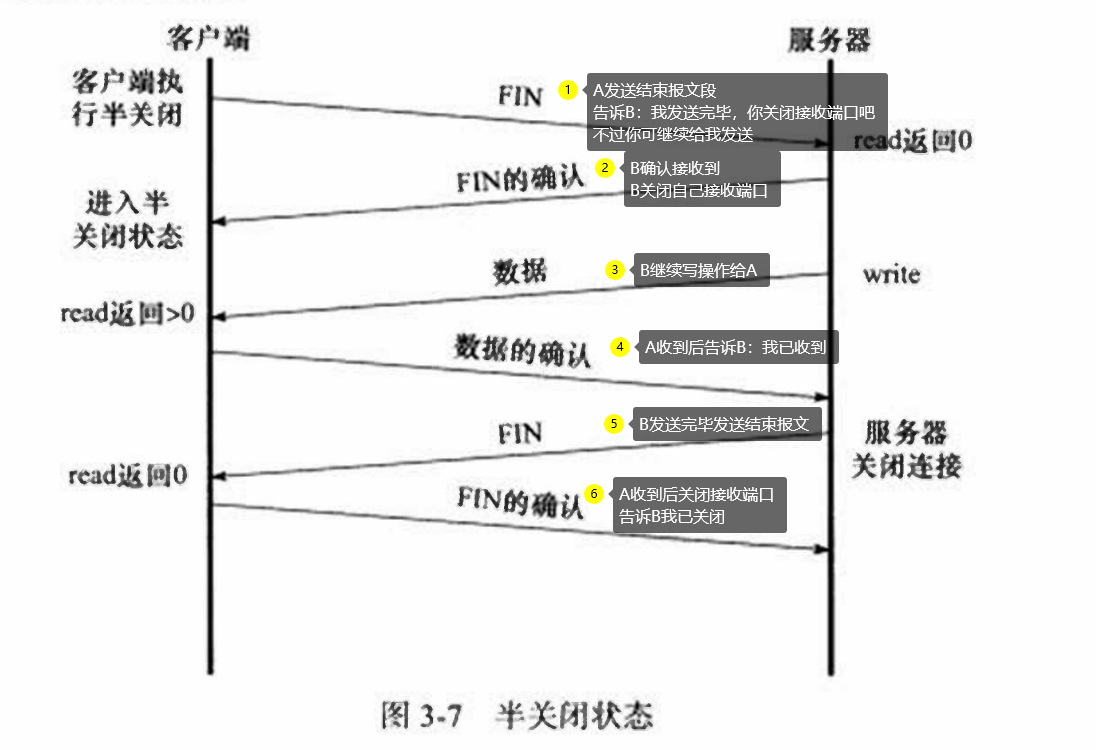 客户端
服务器
客户端执
行半关闭
FIN
1
A发送结束报文段
告诉B：我发送完毕，你关闭接收端口吧
不过你可继续给我发送
read返回0
FIN的确认
2
B确认接收到
B关闭自己接收端口
进入半
关闭状态
数据
3
B继续写操作给A
write
read返回>0
数据的确认
4
A收到后告诉B：我已收到
FIN
5
B发送完毕发送结束报文
服务器
关闭连接
read返回0
FIN的确认
6
A收到后关闭接收端口
告诉B我已关闭
图 3-7 半关闭状态